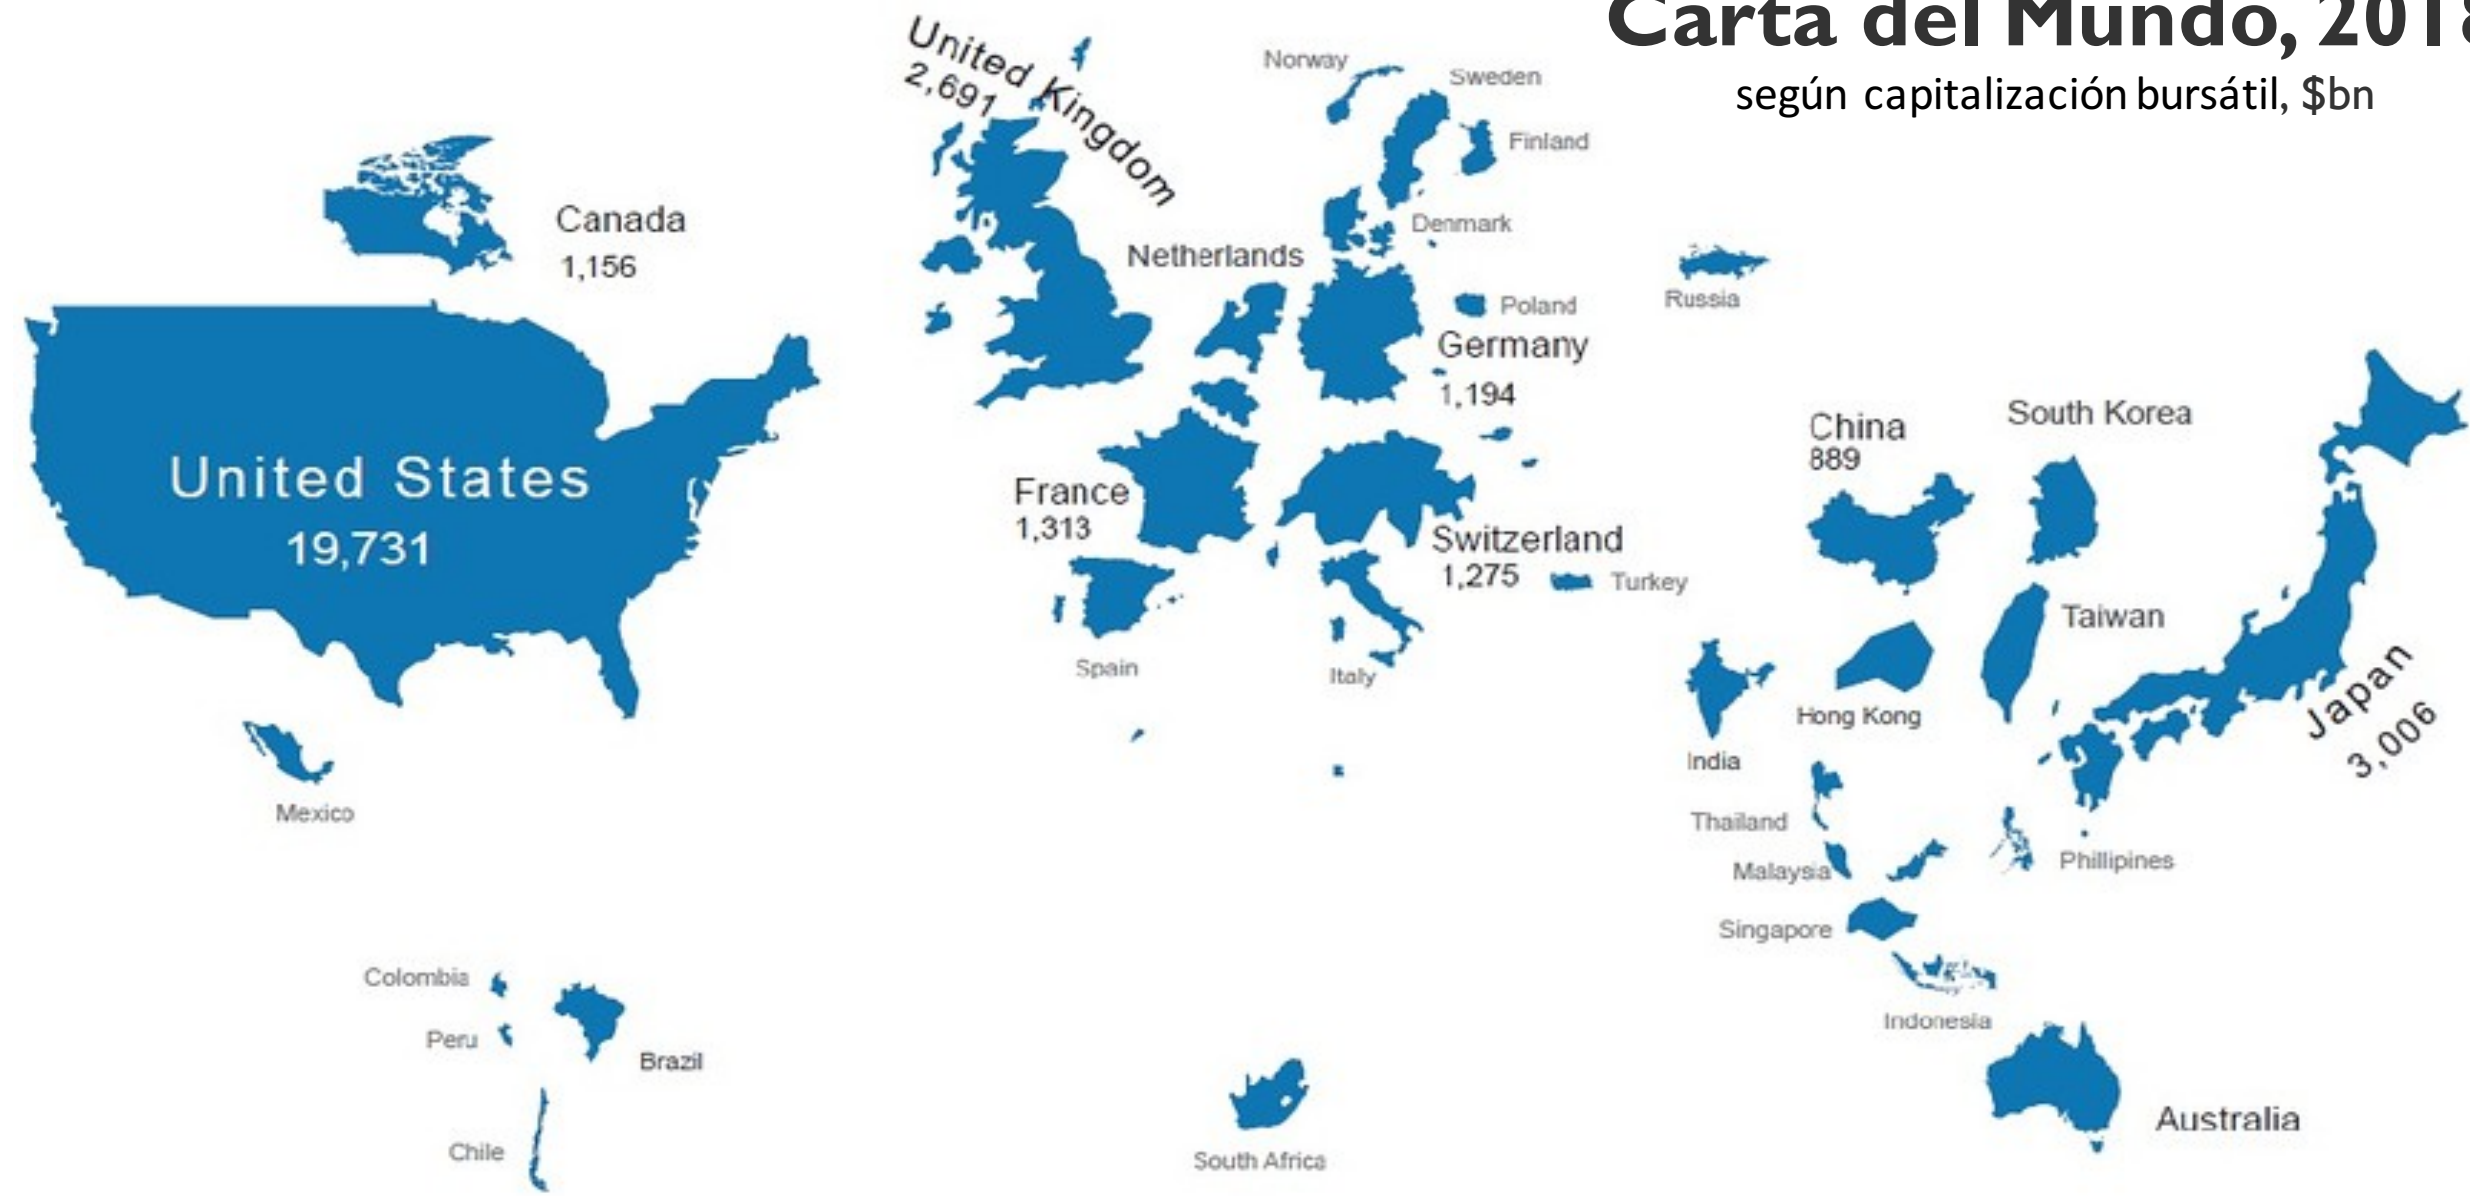 Carta del Mundo, 2018
según capitalización bursátil, $bn
United Kingdom
2,691
Norway
Sweden
Finland
Denmark
Netherlands
Poland
Germany
1,194
Russia
Canada
1,156
United States
19,731
France
1,313
Switzerland
1,275
Turkey
Spain
Italy
China
889
South Korea
Taiwan
Japan
3,006
Hong Kong
India
Thailand
Malaysia
Phillipines
Singapore
Indonesia
Australia
Mexico
Colombia
Peru
Brazil
Chile
South Africa